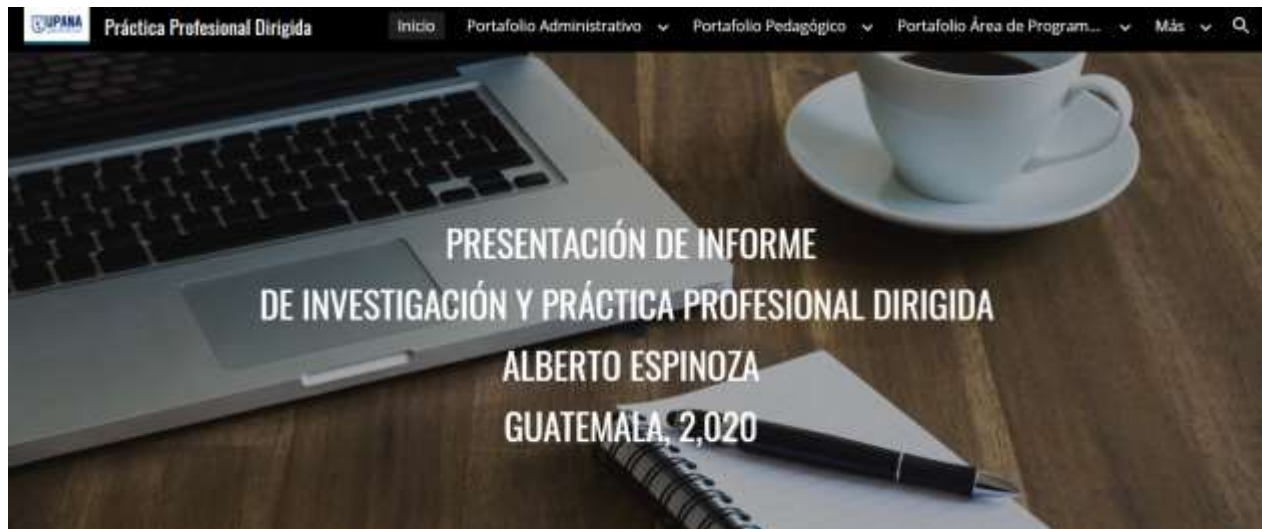 UPANA
Práctica Profesional Dirigida
Inicio
Portafolio Administrativo
Portafolio Pedagógico
Portafolio Área de Program...
Más
PRESENTACIÓN DE INFORME
DE INVESTIGACIÓN Y PRÁCTICA PROFESIONAL DIRIGIDA
ALBERTO ESPINOZA
GUATEMALA, 2,020